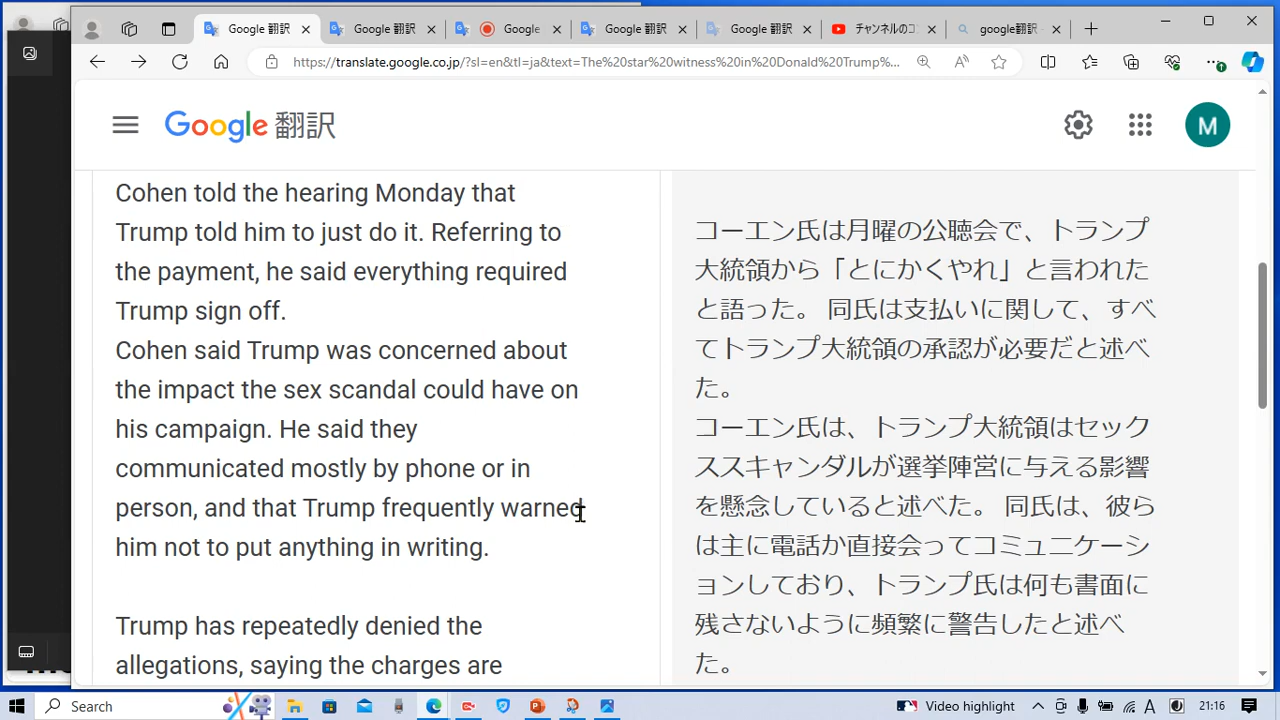 Google 翻訳
Google 翻訳
Google
Google 翻訳
Google 翻訳
チャンネルのコン
google翻訳
https://translate.google.co.jp/?sl=en&tl=ja&text=The%20star%20witness%20in%20Donald%20Trump%...
Google 翻訳
M
Cohen told the hearing Monday that
Trump told him to just do it. Referring to
the payment, he said everything required
Trump sign off.
Cohen said Trump was concerned about
the impact the sex scandal could have on
his campaign. He said they
communicated mostly by phone or in
person, and that Trump frequently warned
him not to put anything in writing.
Trump has repeatedly denied the
allegations, saying the charges are
コーエン氏は月曜の公聴会で、トランプ
大統領から「とにかくやれ」と言われた
と語った。 同氏は支払いに関して、すべ
てトランプ大統領の承認が必要だと述べ
た。
コーエン氏は、トランプ大統領はセック
ススキャンダルが選挙陣営に与える影響
を懸念していると述べた。 同氏は、彼ら
は主に電話か直接会ってコミュニケーシ
ョンしており、トランプ氏は何も書面に
残さないように頻繁に警告したと述べ
た。
Search
Video highlight
A
21:16